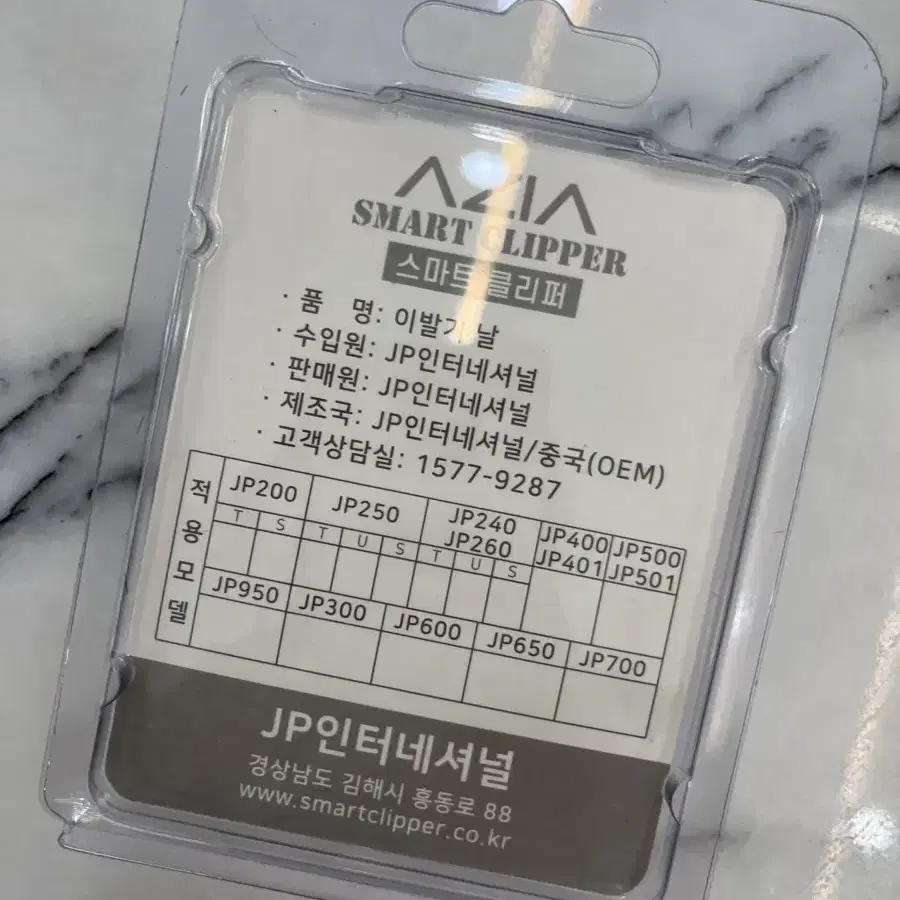 AZIA
SMART CLIPPER
스마트 클리퍼
· 품 명: 이발기 날
· 수입원: JP인터네셔널
· 판매원: JP인터네셔널
· 제조국: JP인터네셔널/중국(OEM)
· 고객상담실: 1577-9287
적용모델
JP200 JP250 JP240 JP260 JP400 JP401 JP500 JP501
T S T U S T U S
JP950 JP300 JP600 JP650 JP700
JP인터네셔널
경상남도 김해시 흥동로 88
www.smartclipper.co.kr